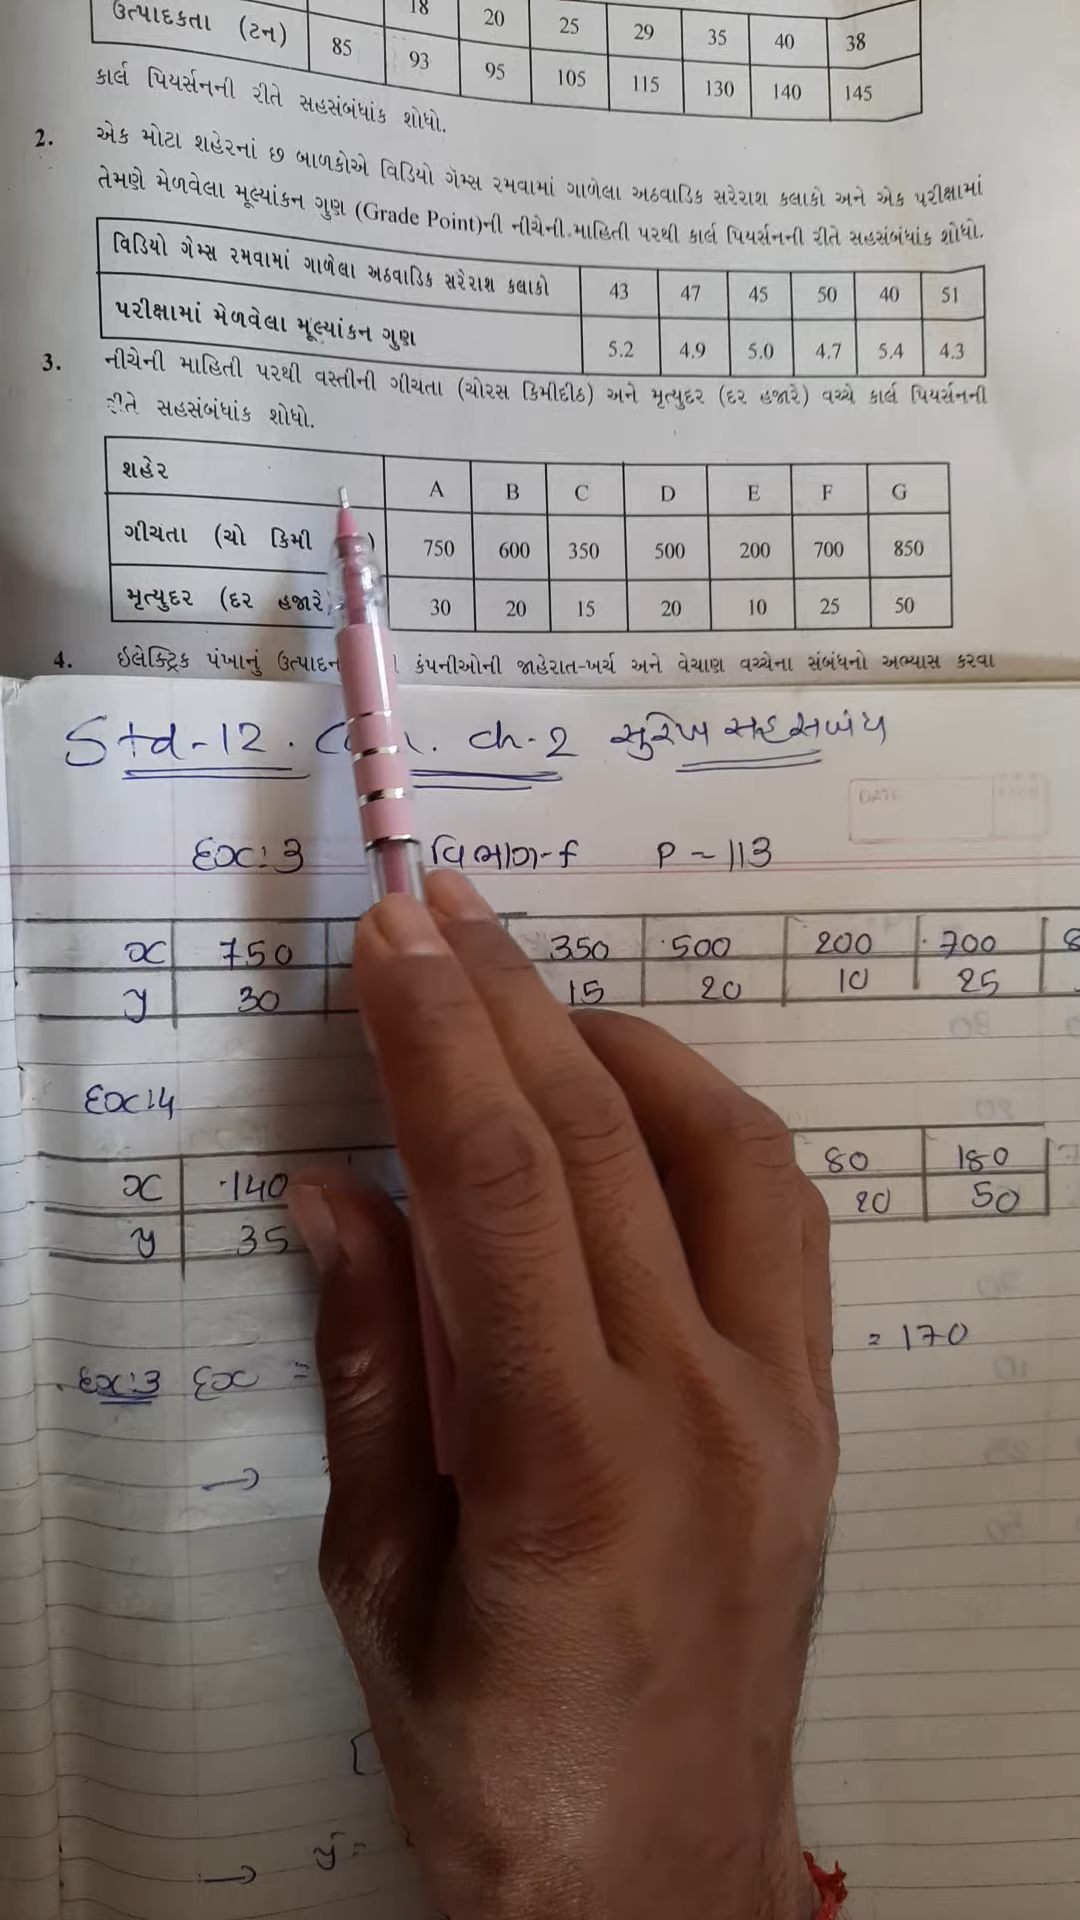 18 20 25 29 35 40 38
ઉત્પાદકતા (ટન) 85 93 95 105 115 130 140 145
કાર્લ પિયર્સનની રીતે સહસંબંધાંક શોધો.
2. એક મોટા શહેરનાં છ બાળકોએ વિડિયો ગેમ્સ રમવામાં ગાળેલા અઠવાડિક સરેરાશ કલાકો અને એક પરીક્ષામાં
તેમણે મેળવેલા મૂલ્યાંકન ગુણ (Grade Point)ની નીચેની માહિતી પરથી કાર્લ પિયર્સનની રીતે સહસંબંધાંક શોધો.
વિડિયો ગેમ્સ રમવામાં ગાળેલા અઠવાડિક સરેરાશ કલાકો 43 47 45 50 40 51
પરીક્ષામાં મેળવેલા મૂલ્યાંકન ગુણ 5.2 4.9 5.0 4.7 5.4 4.3
3. નીચેની માહિતી પરથી વસ્તીની ગીચતા (ચોરસ કિમીદીઠ) અને મૃત્યુદર (દર હજારે) વચ્ચે કાર્લ પિયર્સનની
રીતે સહસંબંધાંક શોધો.
શહેર A B C D E F G
ગીચતા (ચો કિમી ) 750 600 350 500 200 700 850
મૃત્યુદર (દર હજારે 30 20 15 20 10 25 50
4. ઇલેક્ટ્રિક પંખાનું ઉત્પાદન કંપનીઓની જાહેરાત-ખર્ચ અને વેચાણ વચ્ચેના સંબંધનો અભ્યાસ કરવા
Std-12. ch-2 સુરેખ સહસબંધ
DATE
Ex:3 વિભાગ-f P-113
x 750 350 500 200 700 8
y 30 15 20 10 25
Ex:4
x 140 80 180
y 35 20 50
= 170
Ex:3 Σx =
→
→ ȳ =